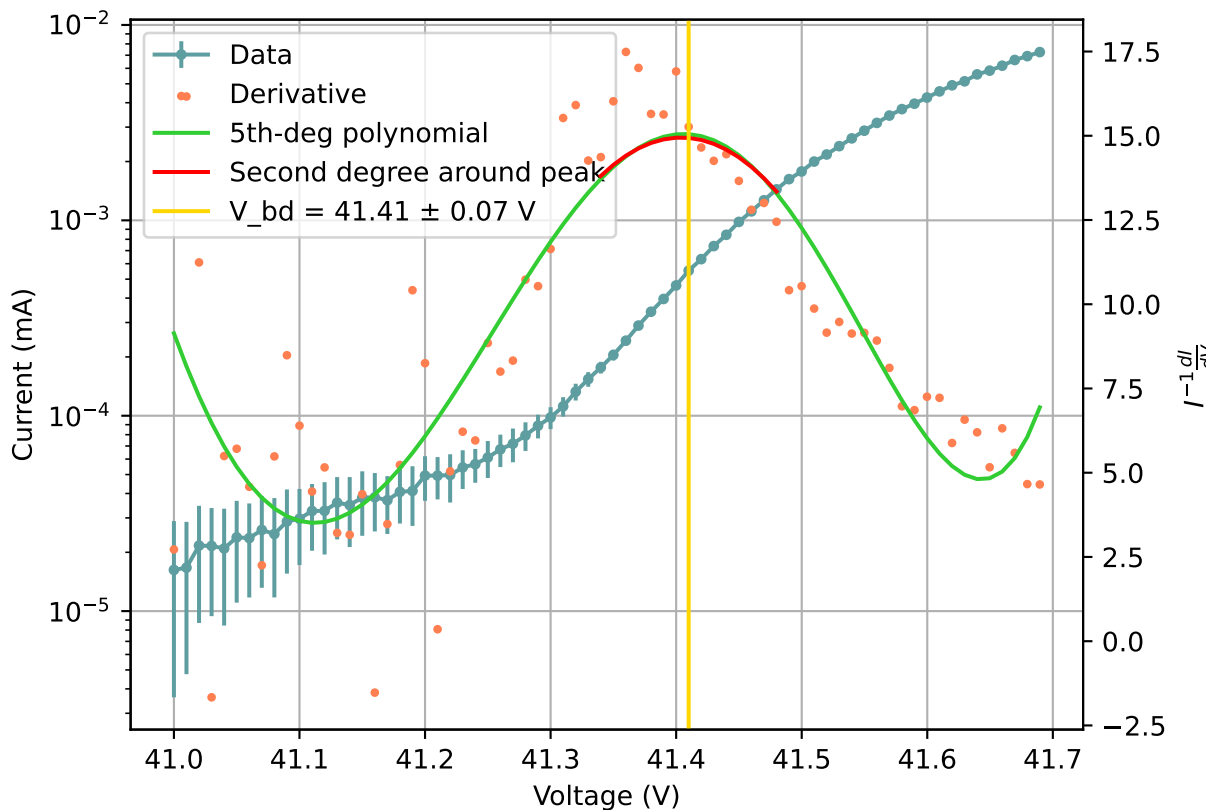 10⁻²
10⁻³
10⁻⁴
10⁻⁵
Current (mA)
Data
Derivative
5th-deg polynomial
Second degree around peak
V_bd = 41.41 ± 0.07 V
17.5
15.0
12.5
10.0
7.5
5.0
2.5
0.0
−2.5
I⁻¹ dI/dV
41.0 41.1 41.2 41.3 41.4 41.5 41.6 41.7
Voltage (V)